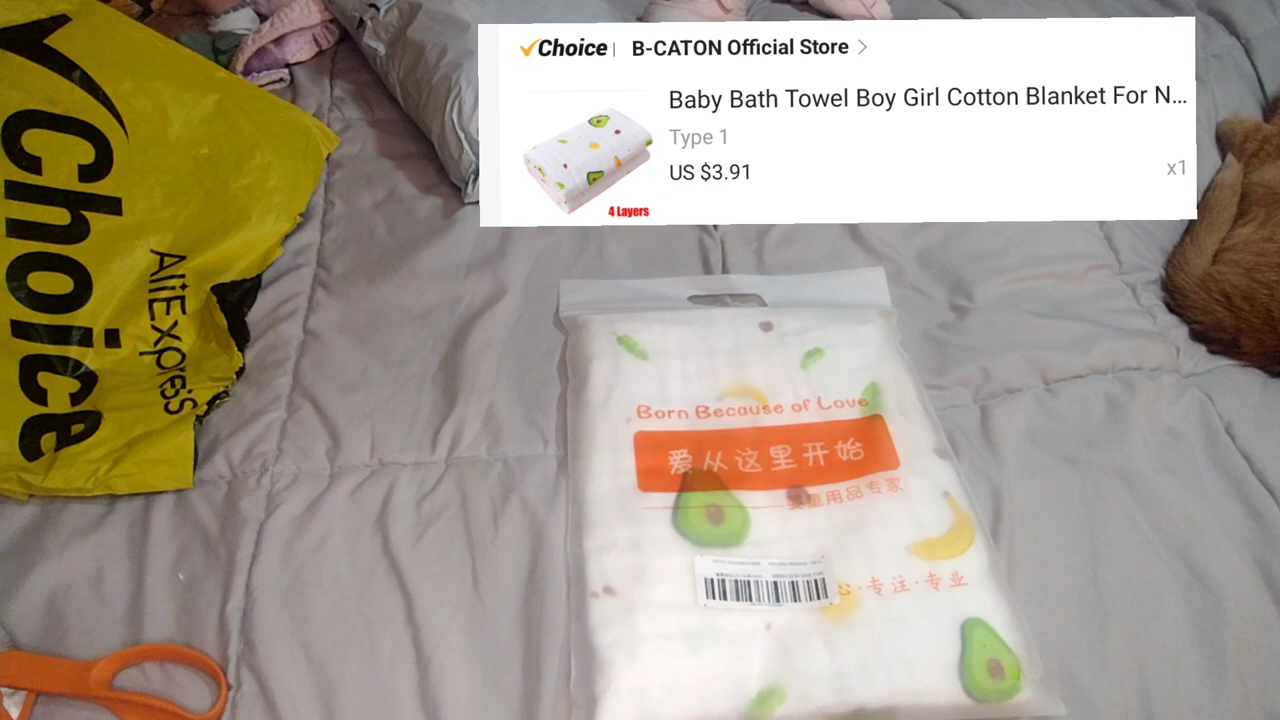 Choice
AliExpress
Choice | B-CATON Official Store >
Baby Bath Towel Boy Girl Cotton Blanket For N...
Type 1
US $3.91
x1
4 Layers
Born Because of Love
爱从这里开始
婴童用品专家
心·专注·专业